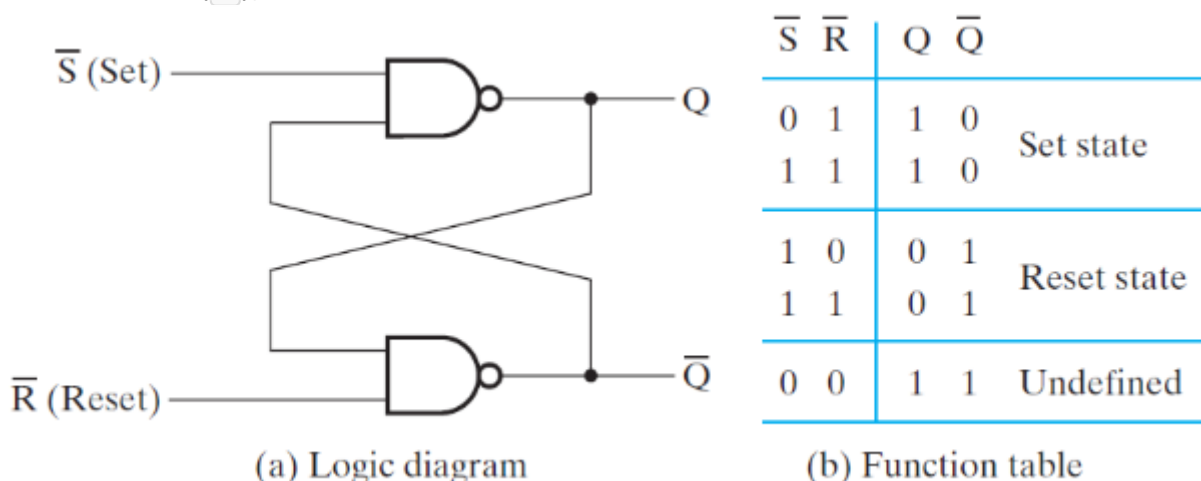 S̅ (Set)
Q
R̅ (Reset)
Q̅
(a) Logic diagram
S̅ R̅ Q Q̅
0 1 1 0
Set state
1 1 1 0
1 0 0 1
Reset state
1 1 0 1
0 0 1 1 Undefined
(b) Function table